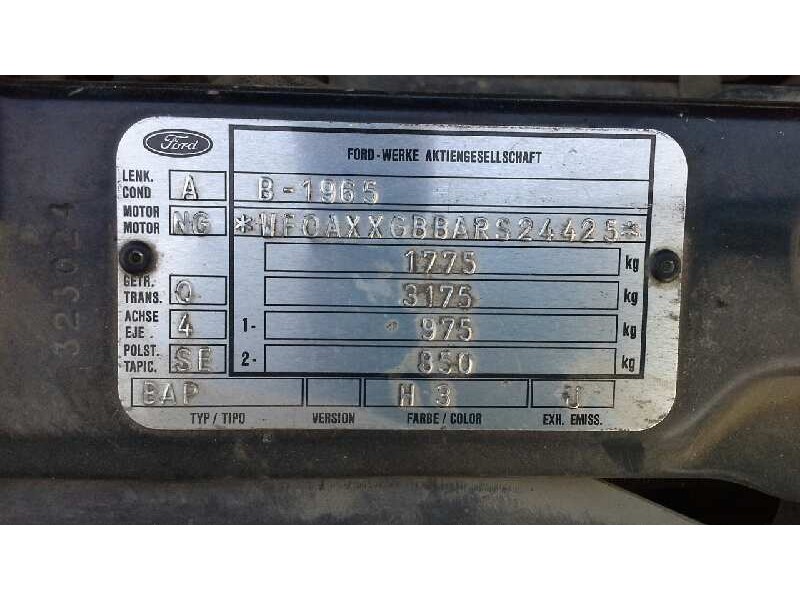 Ford
FORD-WERKE AKTIENGESELLSCHAFT
LENK. COND A B-1965
MOTOR MOTOR NG *WF0AXXGBBARS24425*
1775 kg
GETR. TRANS. Q 3175 kg
ACHSE EJE. 4 1- 975 kg
POLST. TAPIC. SE 2- 850 kg
BAP H 3 U
TYP / TIPO VERSION FARBE / COLOR EXH. EMISS.